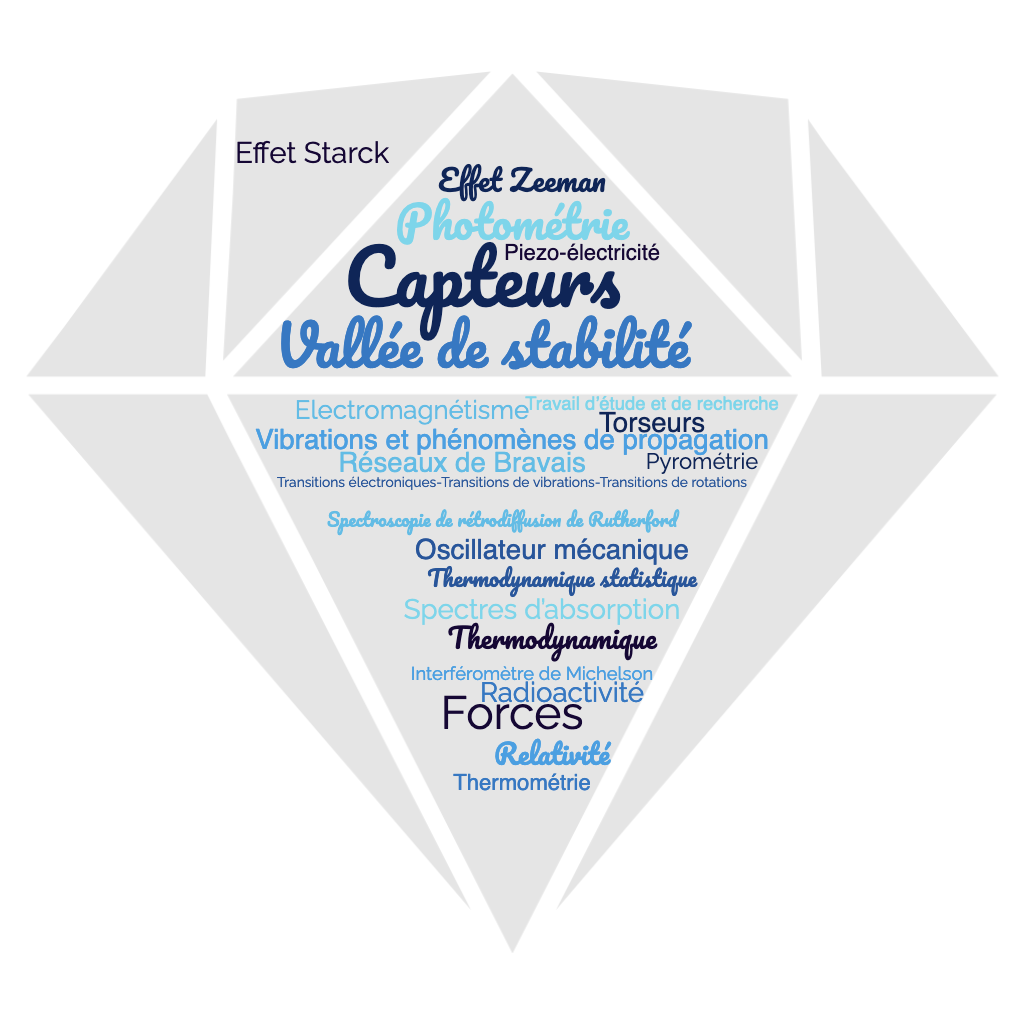 Effet Starck
Effet Zeeman
Photométrie
Piezo-électricité
Capteurs
Vallée de stabilité
Travail d'étude et de recherche
Electromagnétisme
Torseurs
Vibrations et phénomènes de propagation
Réseaux de Bravais
Pyrométrie
Transitions électroniques-Transitions de vibrations-Transitions de rotations
Spectroscopie de rétrodiffusion de Rutherford
Oscillateur mécanique
Thermodynamique statistique
Spectres d'absorption
Thermodynamique
Interféromètre de Michelson
Radioactivité
Forces
Relativité
Thermométrie